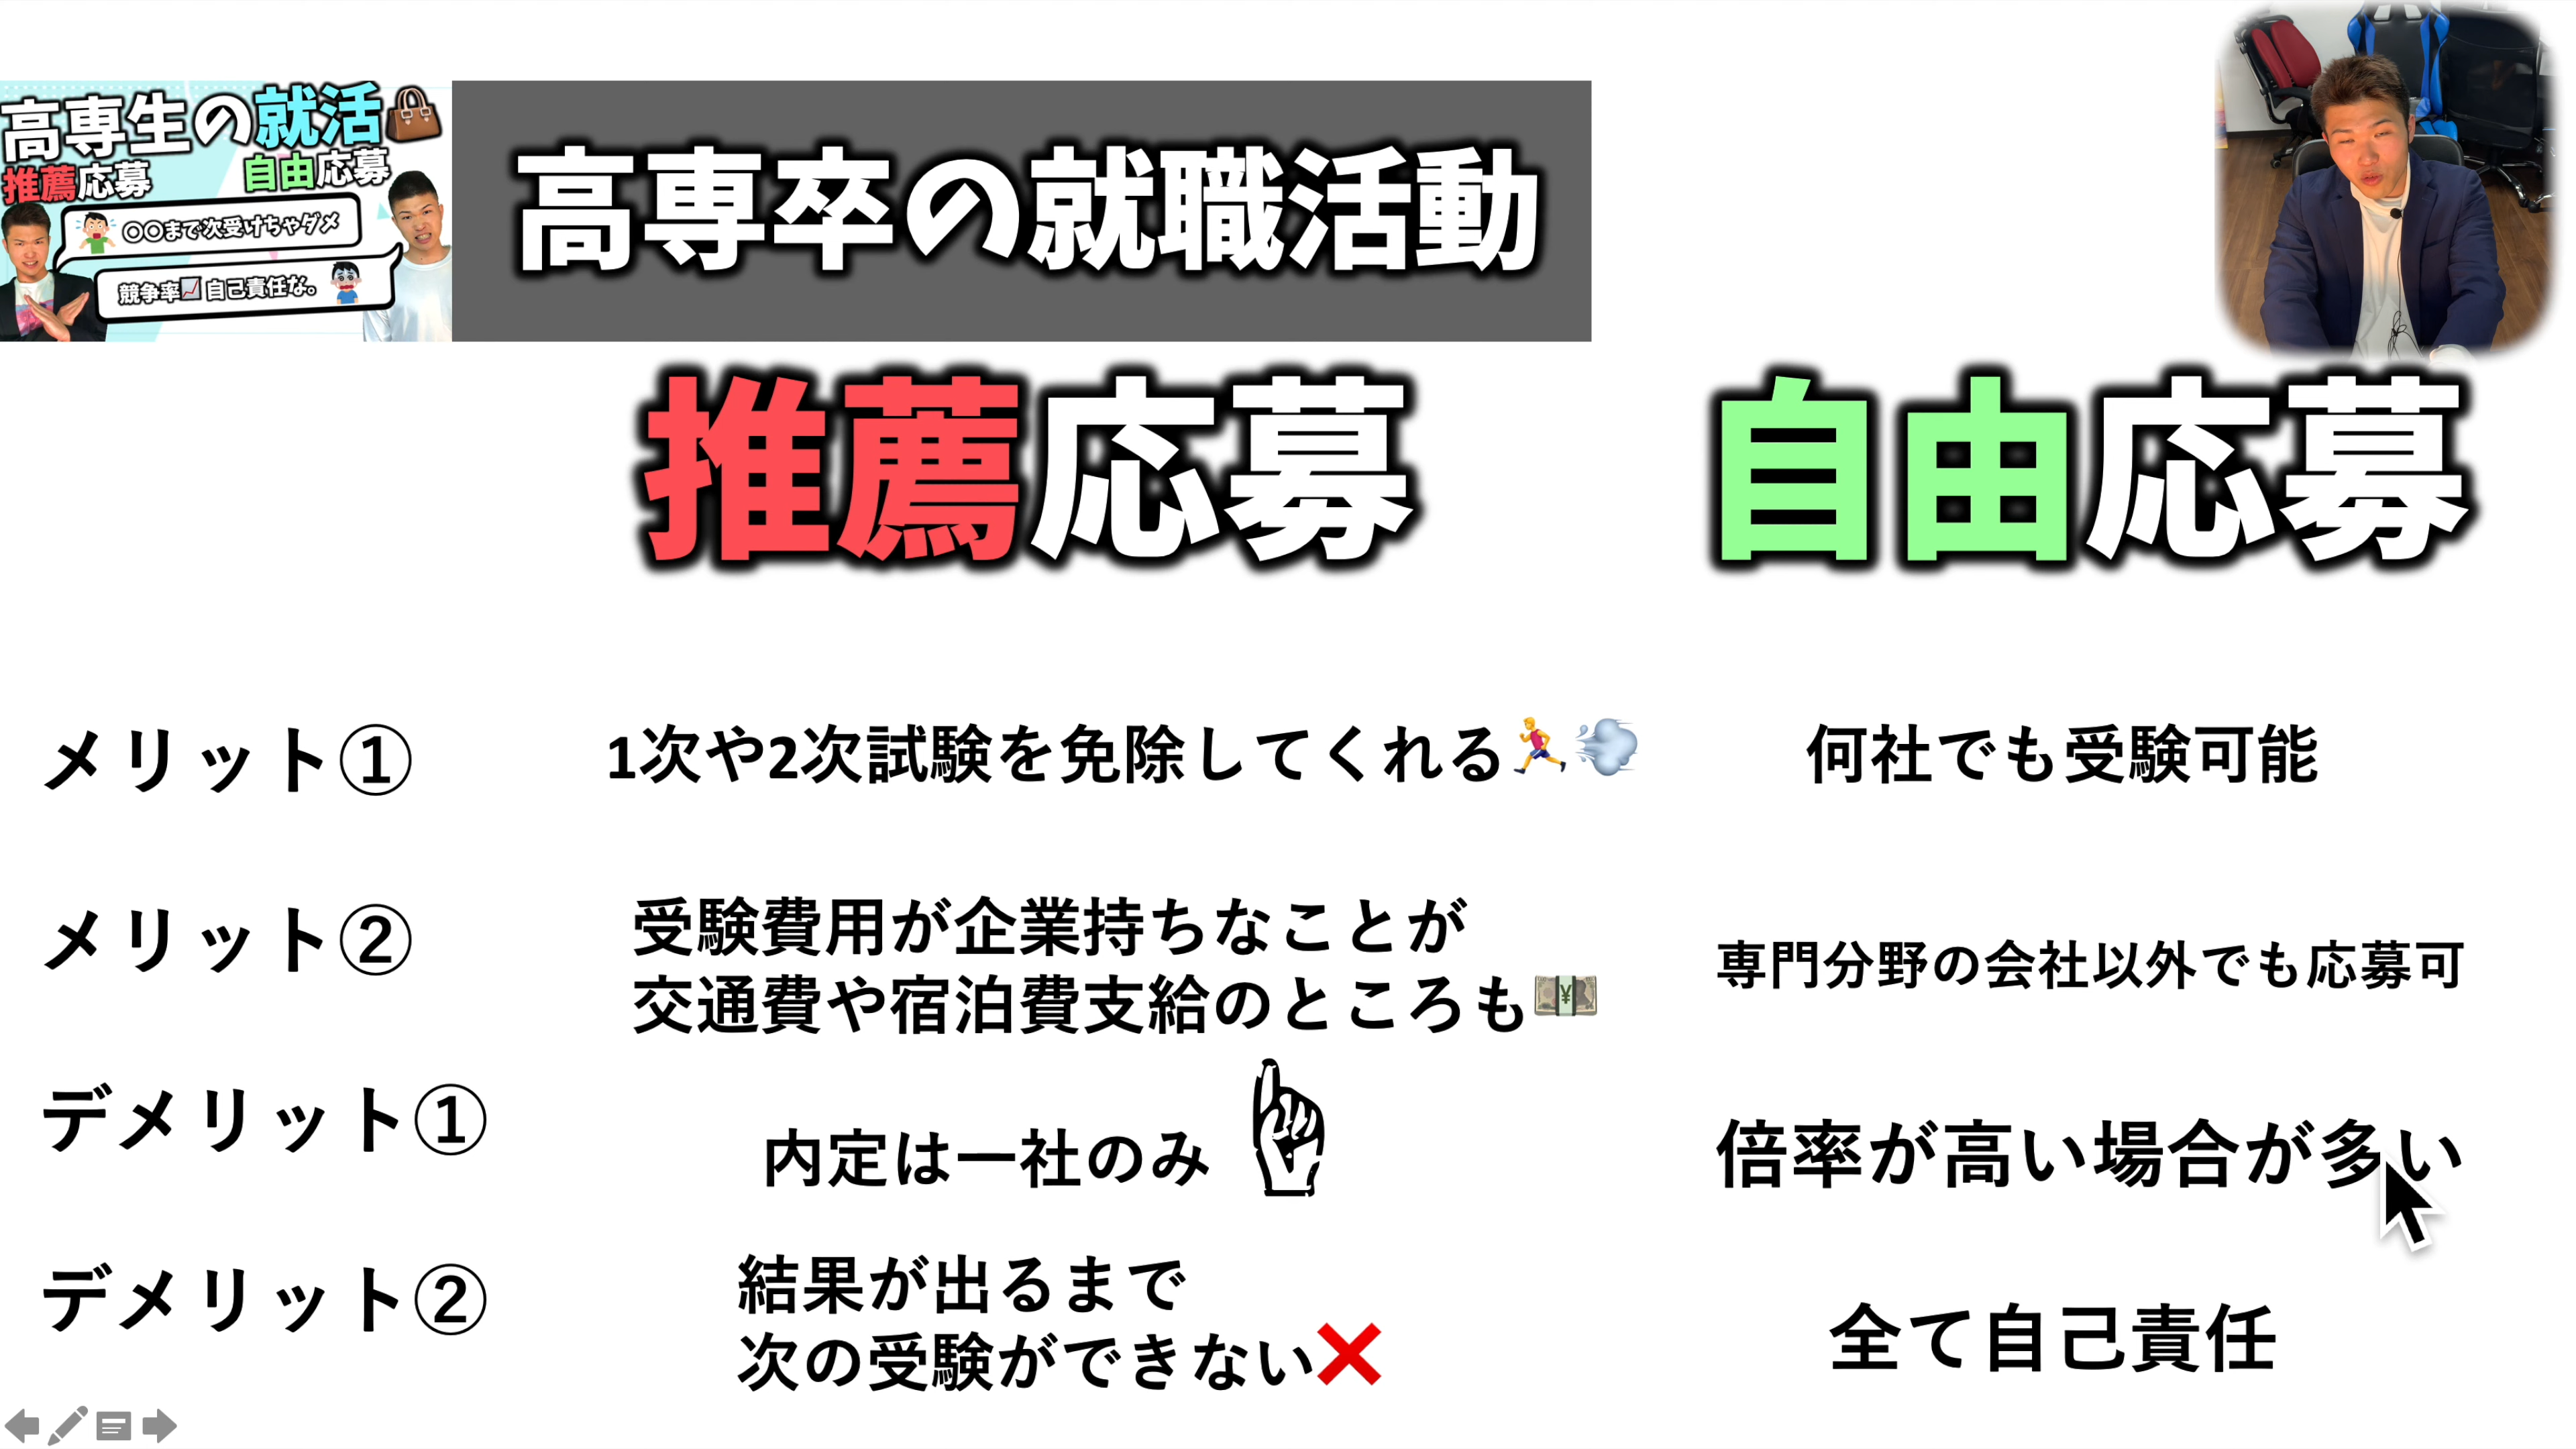 高専生の就活
推薦応募
自由応募
〇〇まで次受けちゃダメ
競争率📈自己責任な。
高専卒の就職活動
推薦応募
自由応募
メリット①
1次や2次試験を免除してくれる🏃💨
何社でも受験可能
メリット②
受験費用が企業持ちなことが
交通費や宿泊費支給のところも💴
専門分野の会社以外でも応募可
デメリット①
内定は一社のみ
倍率が高い場合が多い
デメリット②
結果が出るまで
次の受験ができない❌
全て自己責任